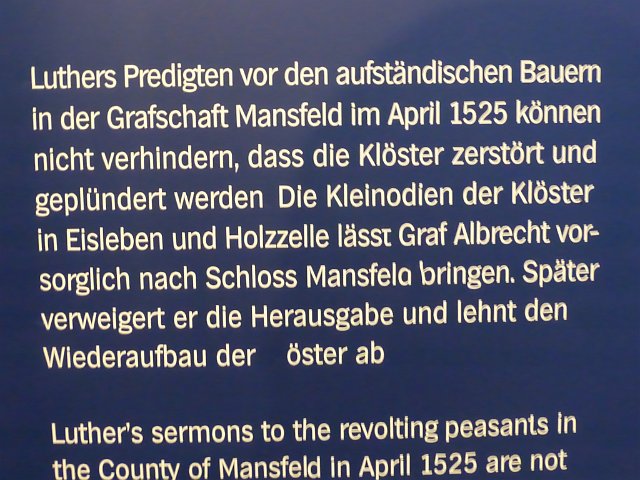 Luthers Predigten vor den aufständischen Bauern
in der Grafschaft Mansfeld im April 1525 können
nicht verhindern, dass die Klöster zerstört und
geplündert werden Die Kleinodien der Klöster
in Eisleben und Holzzelle lässt Graf Albrecht vor-
sorglich nach Schloss Mansfeld bringen. Später
verweigert er die Herausgabe und lehnt den
Wiederaufbau der öster ab
Luther's sermons to the revolting peasants in
the County of Mansfeld in April 1525 are not